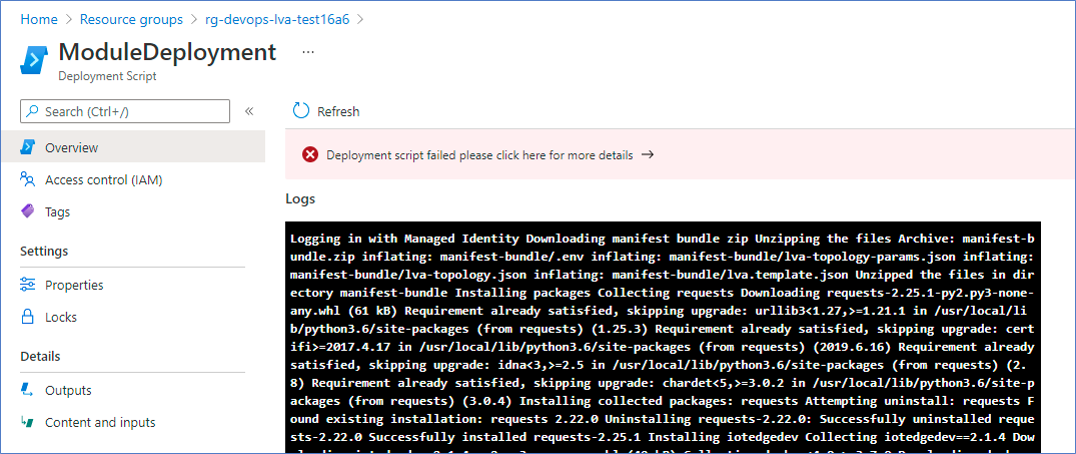 Home > Resource groups > rg-devops-lva-test16a6 >
ModuleDeployment ...
Deployment Script
Search (Ctrl+/) «
Overview
Access control (IAM)
Tags
Settings
Properties
Locks
Details
Outputs
Content and inputs
Refresh
Deployment script failed please click here for more details →
Logs
Logging in with Managed Identity Downloading manifest bundle zip Unzipping the files Archive: manifest-b
undle.zip inflating: manifest-bundle/.env inflating: manifest-bundle/lva-topology-params.json inflating:
manifest-bundle/lva-topology.json inflating: manifest-bundle/lva.template.json Unzipped the files in dir
ectory manifest-bundle Installing packages Collecting requests Downloading requests-2.25.1-py2.py3-none-
any.whl (61 kB) Requirement already satisfied, skipping upgrade: urllib3<1.27,>=1.21.1 in /usr/local/li
b/python3.6/site-packages (from requests) (1.25.3) Requirement already satisfied, skipping upgrade: cert
ifi>=2017.4.17 in /usr/local/lib/python3.6/site-packages (from requests) (2019.6.16) Requirement already
satisfied, skipping upgrade: idna<3,>=2.5 in /usr/local/lib/python3.6/site-packages (from requests) (2.
8) Requirement already satisfied, skipping upgrade: chardet<5,>=3.0.2 in /usr/local/lib/python3.6/site-p
ackages (from requests) (3.0.4) Installing collected packages: requests Attempting uninstall: requests F
ound existing installation: requests 2.22.0 Uninstalling requests-2.22.0: Successfully uninstalled reque
sts-2.22.0 Successfully installed requests-2.25.1 Installing iotedgedev Collecting iotedgedev==2.1.4 Dow